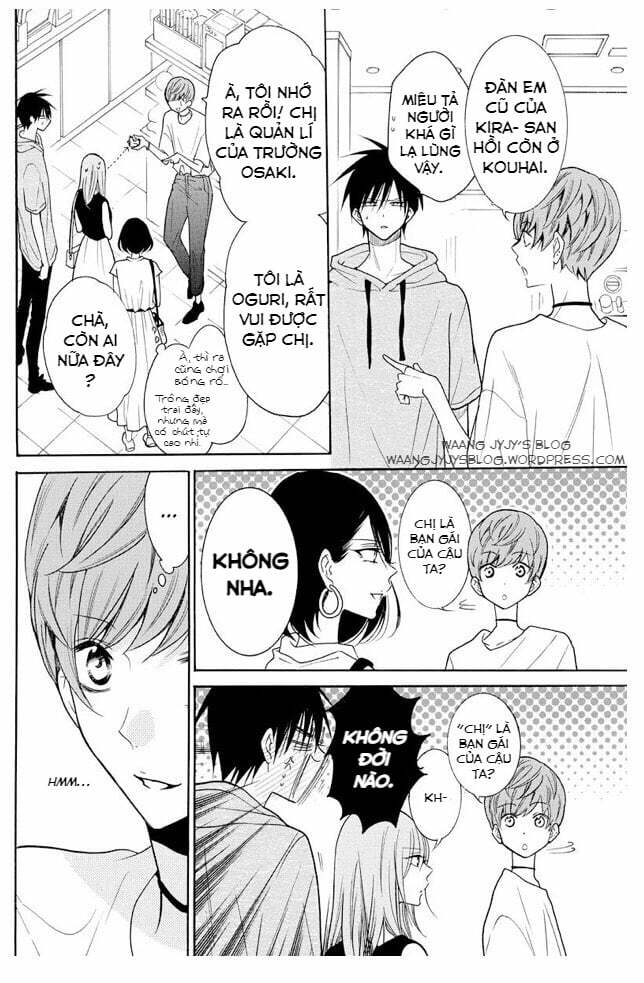 ĐÀN EM
CŨ CỦA
KIRA- SAN
HỒI CÒN Ở
KOUHAI.
MIÊU TẢ
NGƯỜI
KHÁ GÌ
LẠ LÙNG
VẬY.
À, TÔI NHỚ
RA RỒI! CHỊ
LÀ QUẢN LÍ
CỦA TRƯỜNG
OSAKI.
TÔI LÀ
OGURI, RẤT
VUI ĐƯỢC
GẶP CHỊ.
À, thì ra
cũng chơi
bóng rổ...
Trông đẹp
trai đấy,
nhưng mà
có chút tự
cao nhỉ.
CHÀ,
CÒN AI
NỮA ĐÂY
?
WAANG JYJY'S BLOG
WAANGJYJYSBLOG.WORDPRESS.COM
CHỊ LÀ
BẠN GÁI
CỦA CẬU
TA?
KHÔNG
NHA.
...
"CHỊ" LÀ
BẠN GÁI
CỦA CẬU
TA?
KH-
KHÔNG
ĐỜI
NÀO.
HMM...